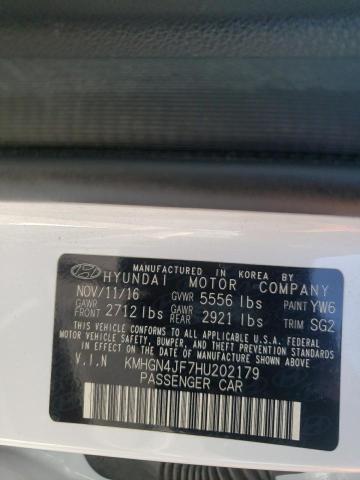 MANUFACTURED IN KOREA BY
HYUNDAI MOTOR COMPANY
NOV/11/16 GVWR 5556 lbs PAINT YW6
GAWR FRONT 2712 lbs GAWR REAR 2921 lbs TRIM SG2
THIS VEHICLE CONFORMS TO ALL APPLICABLE U.S.A. FEDERAL
MOTOR VEHICLE SAFETY, BUMPER, AND THEFT PREVENTION
STANDARDS IN EFFECT ON THE DATE OF MANUFACTURE SHOWN ABOVE.
V.I.N KMHGN4JF7HU202179
PASSENGER CAR